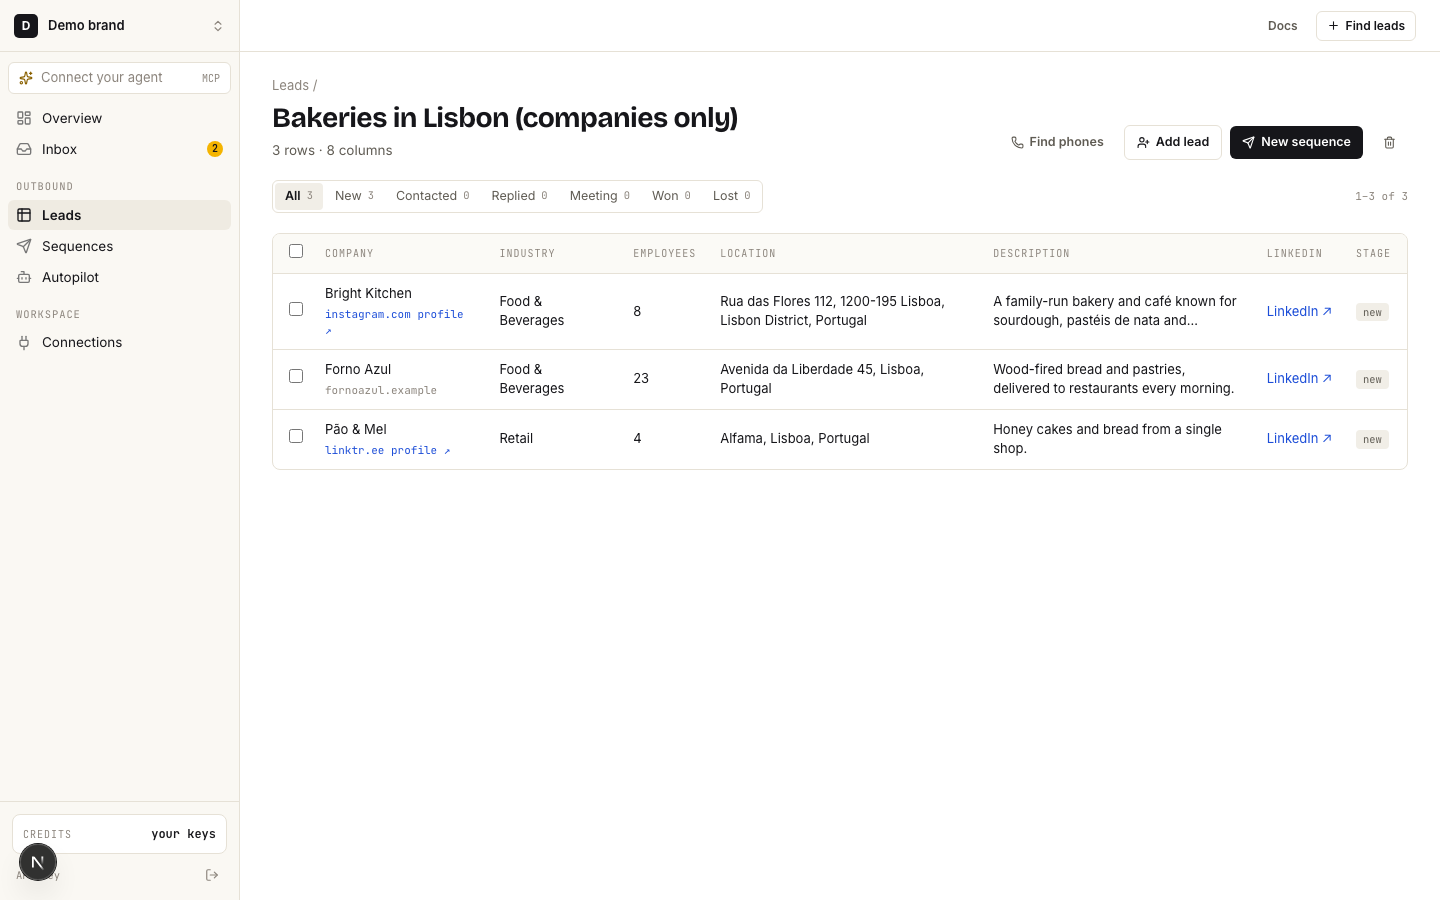 D Demo brand
Docs
Find leads
Connect your agent MCP
Overview
Inbox 2
OUTBOUND
Leads
Sequences
Autopilot
WORKSPACE
Connections
CREDITS your keys
N
Leads /
Bakeries in Lisbon (companies only)
3 rows · 8 columns
Find phones
Add lead
New sequence
All 3 New 3 Contacted 0 Replied 0 Meeting 0 Won 0 Lost 0
1–3 of 3
COMPANY INDUSTRY EMPLOYEES LOCATION DESCRIPTION LINKEDIN STAGE
Bright Kitchen
instagram.com profile
↗
Food &
Beverages
8
Rua das Flores 112, 1200-195 Lisboa,
Lisbon District, Portugal
A family-run bakery and café known for
sourdough, pastéis de nata and…
LinkedIn ↗
new
Forno Azul
fornoazul.example
Food &
Beverages
23
Avenida da Liberdade 45, Lisboa,
Portugal
Wood-fired bread and pastries,
delivered to restaurants every morning.
LinkedIn ↗
new
Pão & Mel
linktr.ee profile ↗
Retail
4
Alfama, Lisboa, Portugal
Honey cakes and bread from a single
shop.
LinkedIn ↗
new